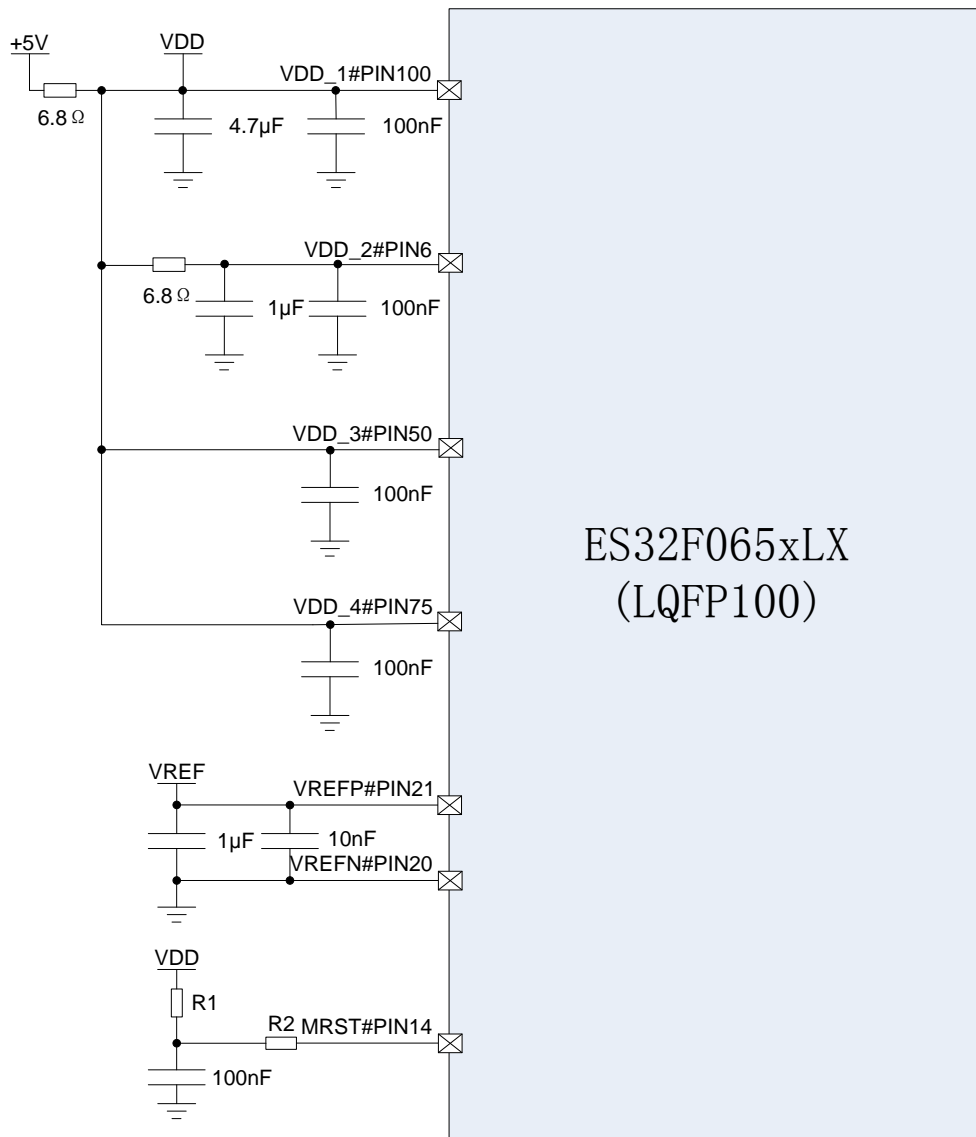 +5V
VDD
VDD_1#PIN100
6.8Ω
4.7μF
100nF
VDD_2#PIN6
6.8Ω
1μF
100nF
VDD_3#PIN50
100nF
ES32F065xLX
(LQFP100)
VDD_4#PIN75
100nF
VREF
VREFP#PIN21
1μF
10nF
VREFN#PIN20
VDD
R1
R2
MRST#PIN14
100nF